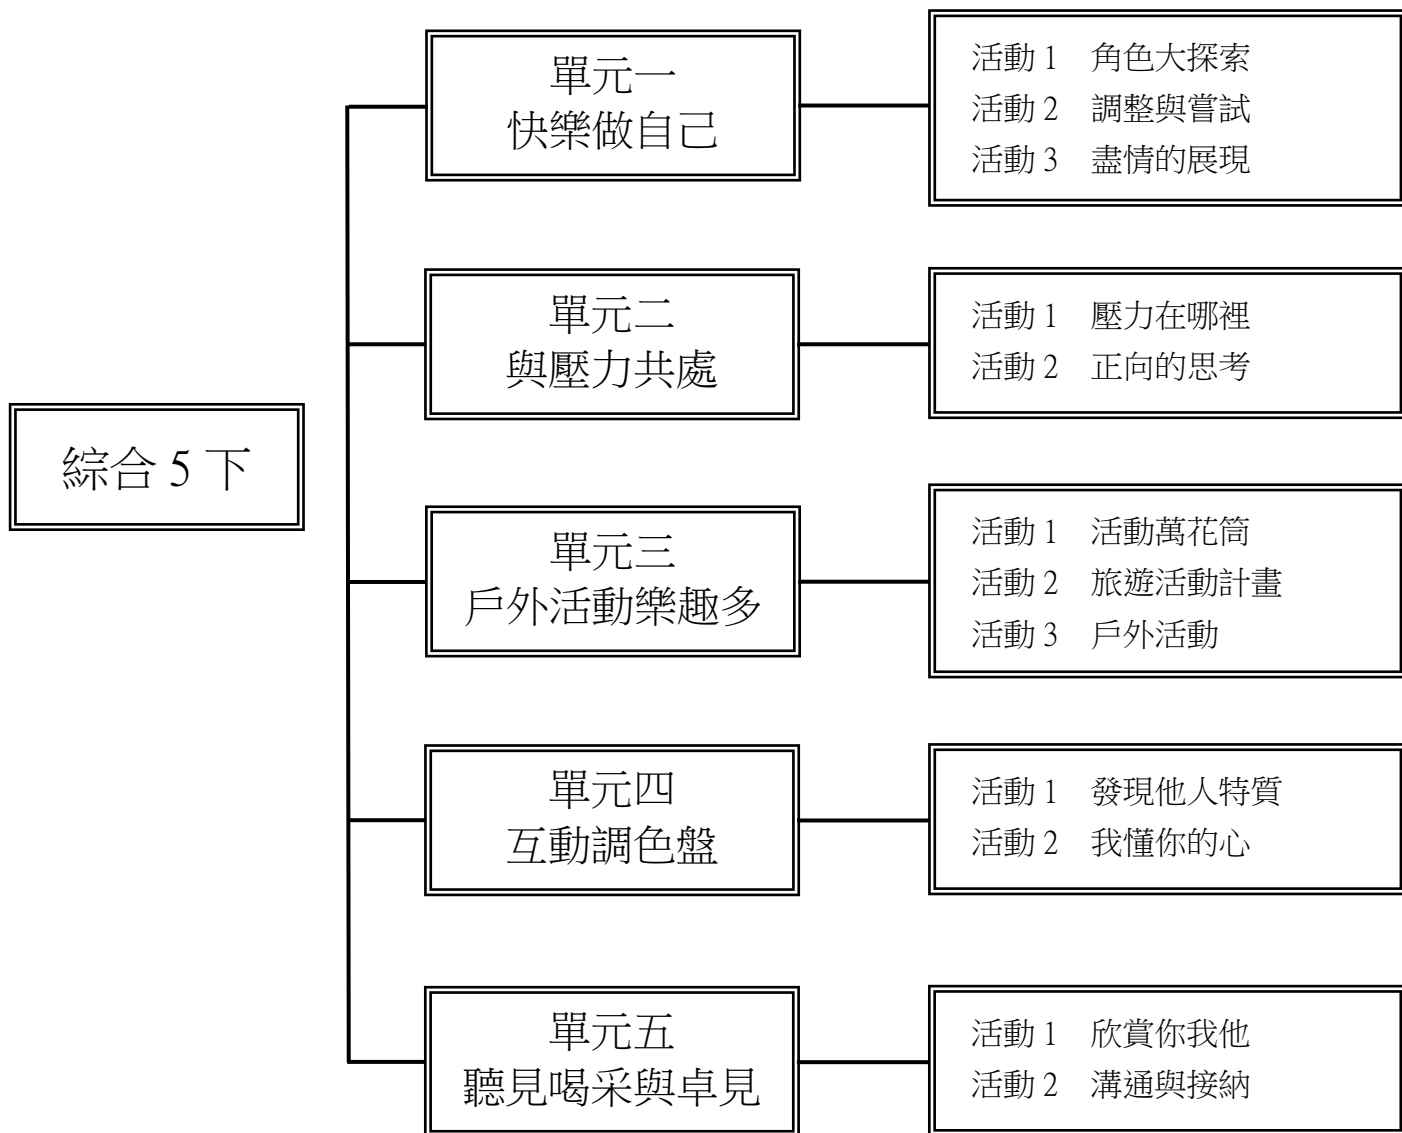 綜合 5 下
單元一
快樂做自己
活動 1　角色大探索
活動 2　調整與嘗試
活動 3　盡情的展現
單元二
與壓力共處
活動 1　壓力在哪裡
活動 2　正向的思考
單元三
戶外活動樂趣多
活動 1　活動萬花筒
活動 2　旅遊活動計畫
活動 3　戶外活動
單元四
互動調色盤
活動 1　發現他人特質
活動 2　我懂你的心
單元五
聽見喝采與卓見
活動 1　欣賞你我他
活動 2　溝通與接納